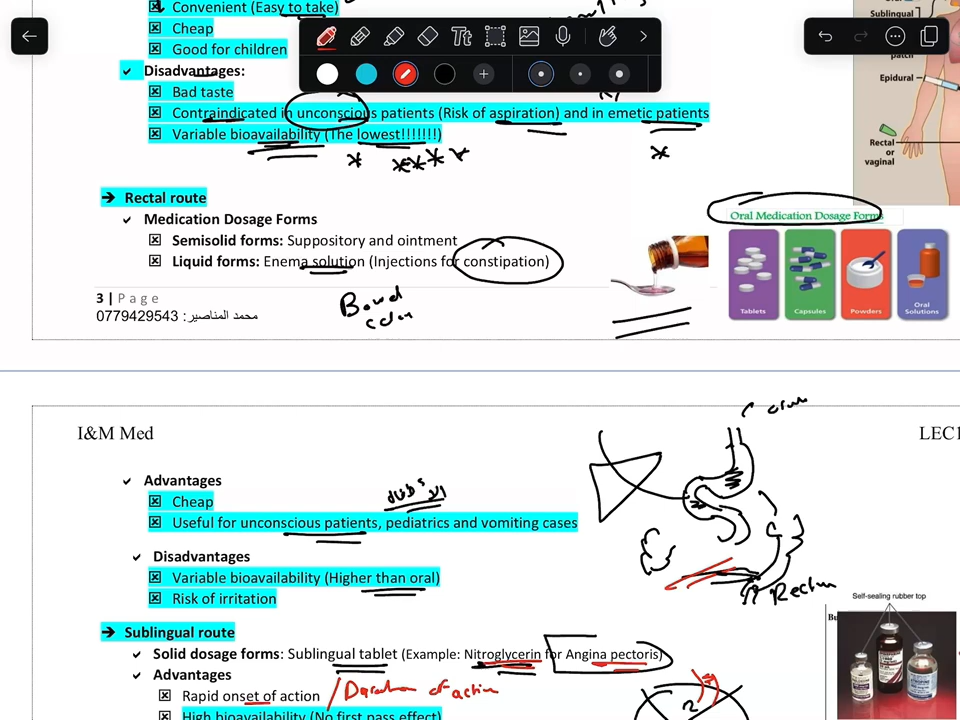 Convenient (Easy to take)
Cheap
Good for children
Disadvantages:
Bad taste
Contraindicated in unconscious patients (Risk of aspiration) and in emetic patients
Variable bioavailability (The lowest!!!!!!!)
➔ Rectal route
Medication Dosage Forms
Semisolid forms: Suppository and ointment
Liquid forms: Enema solution (Injections for constipation)
3 | Page
محمد المناصير: 0779429543
Bowel
Tt
Sublingual
patch
Epidural
Rectal
or
vaginal
Oral Medication Dosage Forms
Tablets
Capsules
Powders
Oral
Solutions
I&M Med
LEC1
Advantages
Cheap
Useful for unconscious patients, pediatrics and vomiting cases
Disadvantages
Variable bioavailability (Higher than oral)
Risk of irritation
Rectum
➔ Sublingual route
Solid dosage forms: Sublingual tablet (Example: Nitroglycerin for Angina pectoris)
Advantages
Rapid onset of action / Duration of action
High bioavailability (No first pass effect)
Self-sealing rubber top